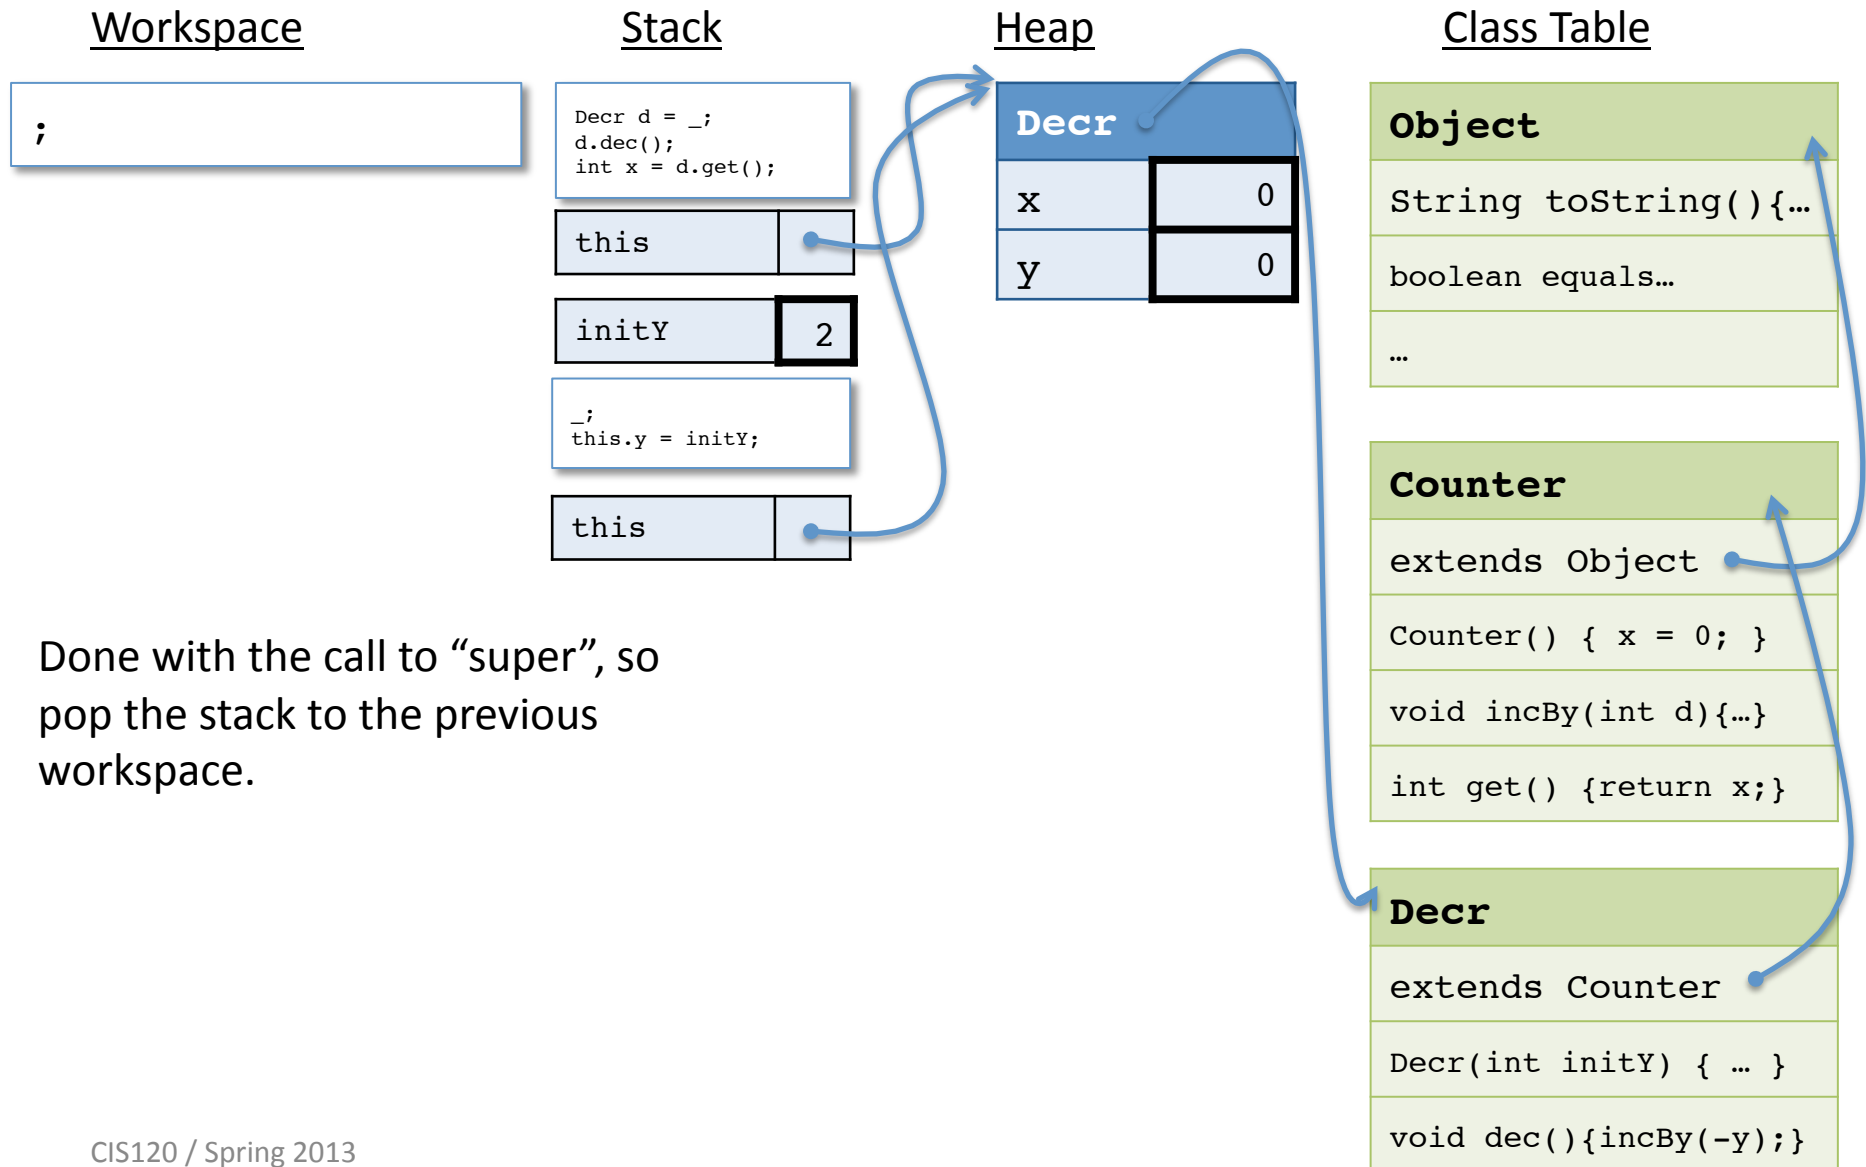 Workspace
Stack
Heap
Class Table
;
Decr d = _;
d.dec();
int x = d.get();
this
initY 2
_;
this.y = initY;
this
Decr
x 0
y 0
Object
String toString(){…
boolean equals…
…
Counter
extends Object
Counter() { x = 0; }
void incBy(int d){…}
int get() {return x;}
Decr
extends Counter
Decr(int initY) { … }
void dec(){incBy(-y);}
Done with the call to “super”, so
pop the stack to the previous
workspace.
CIS120 / Spring 2013